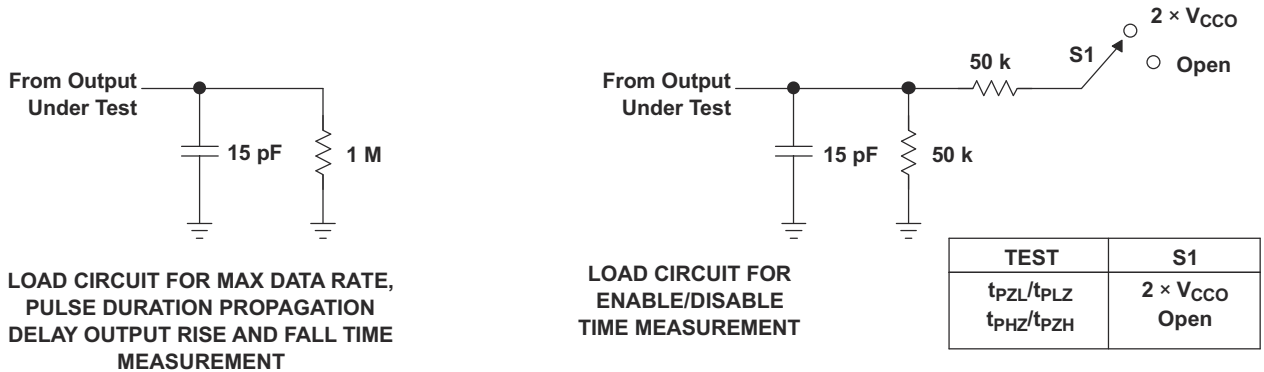 From Output
Under Test
15 pF
1 M
LOAD CIRCUIT FOR MAX DATA RATE,
PULSE DURATION PROPAGATION
DELAY OUTPUT RISE AND FALL TIME
MEASUREMENT
From Output
Under Test
15 pF
50 k
50 k
S1
2 × VCCO
Open
LOAD CIRCUIT FOR
ENABLE/DISABLE
TIME MEASUREMENT
TEST S1
tPZL/tPLZ 2 × VCCO
tPHZ/tPZH Open